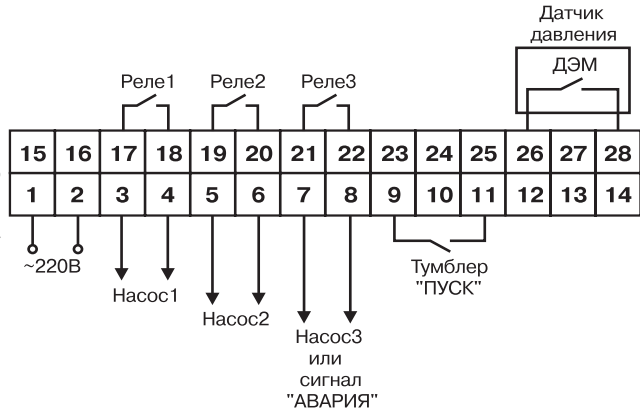 Датчик
давления
ДЭМ
Реле1 Реле2 Реле3
15 16 17 18 19 20 21 22 23 24 25 26 27 28
1 2 3 4 5 6 7 8 9 10 11 12 13 14
~220В
Насос1
Насос2
Насос3
или
сигнал
"АВАРИЯ"
Тумблер
"ПУСК"